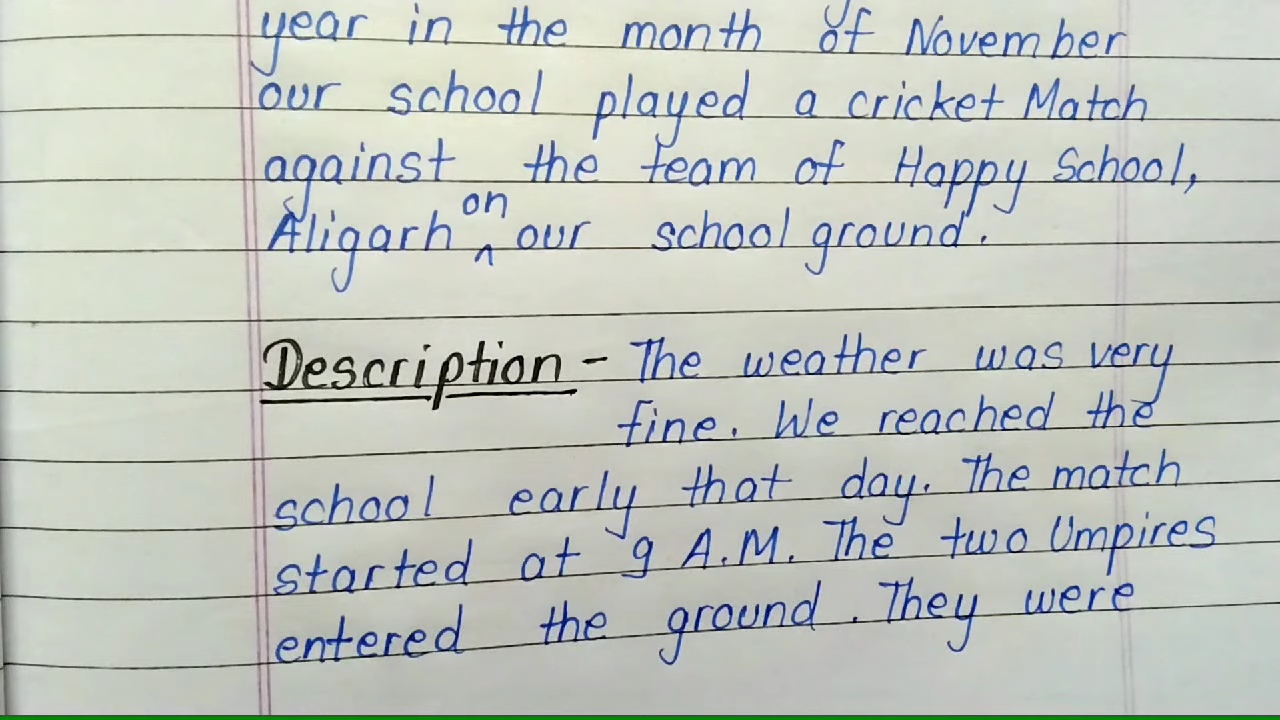 year in the month of November
our school played a cricket Match
against the team of Happy School,
Aligarh on our school ground.
Description - The weather was very
fine. We reached the
school early that day. The match
started at 9 A.M. The two Umpires
entered the ground. They were